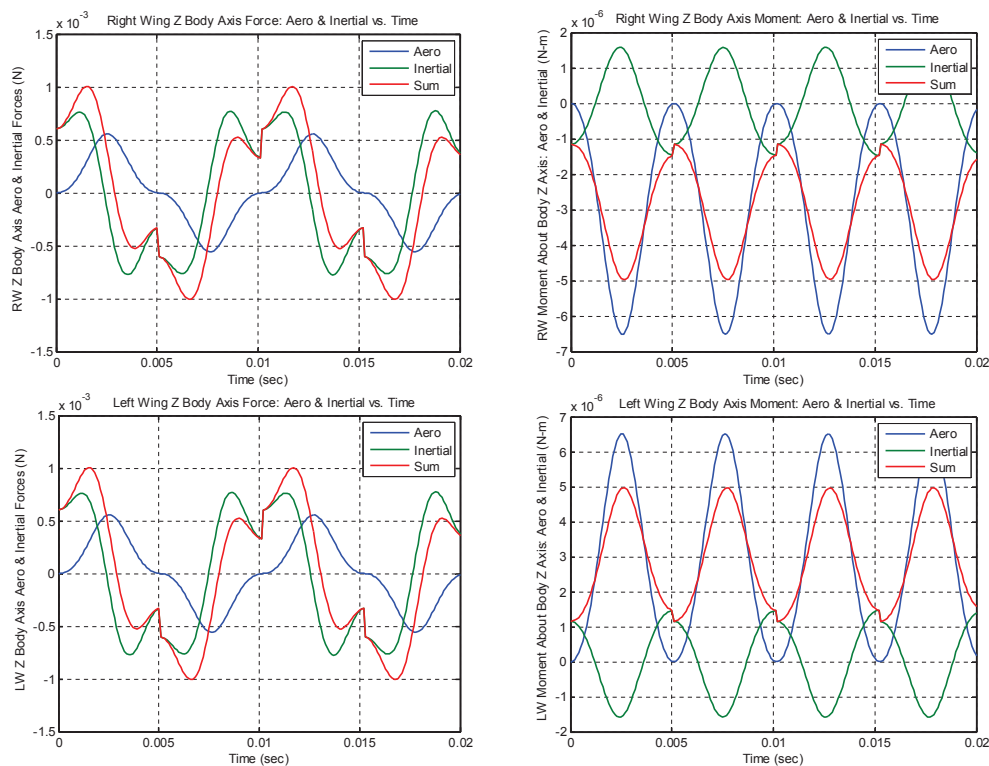 Right Wing Z Body Axis Force: Aero & Inertial vs. Time
x 10-3
1.5
1
0.5
0
-0.5
-1
-1.5
RW Z Body Axis Aero & Inertial Forces (N)
Aero
Inertial
Sum
0
0.005
0.01
0.015
0.02
Time (sec)
Right Wing Z Body Axis Moment: Aero & Inertial vs. Time
x 10-6
2
1
0
-1
-2
-3
-4
-5
-6
-7
RW Moment About Body Z Axis: Aero & Inertial (N-m)
Aero
Inertial
Sum
0
0.005
0.01
0.015
0.02
Time (sec)
Left Wing Z Body Axis Force: Aero & Inertial vs. Time
x 10-3
1.5
1
0.5
0
-0.5
-1
-1.5
LW Z Body Axis Aero & Inertial Forces (N)
Aero
Inertial
Sum
0
0.005
0.01
0.015
0.02
Time (sec)
Left Wing Z Body Axis Moment: Aero & Inertial vs. Time
x 10-6
7
6
5
4
3
2
1
0
-1
-2
LW Moment About Body Z Axis: Aero & Inertial (N-m)
Aero
Inertial
Sum
0
0.005
0.01
0.015
0.02
Time (sec)